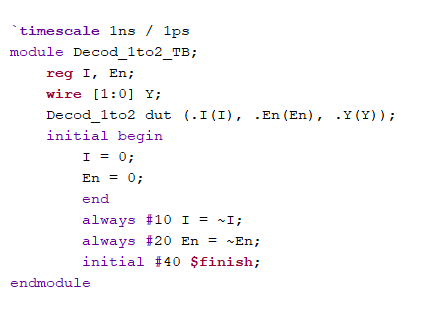 `timescale 1ns / 1ps
module Decod_1to2_TB;
    reg I, En;
    wire [1:0] Y;
    Decod_1to2 dut (.I(I), .En(En), .Y(Y));
    initial begin
        I = 0;
        En = 0;
        end
        always #10 I = ~I;
        always #20 En = ~En;
        initial #40 $finish;
endmodule